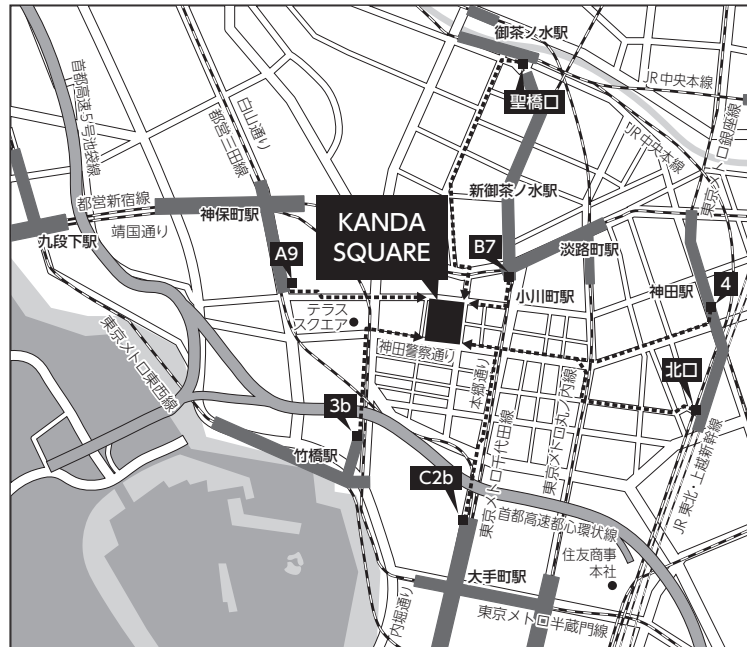 御茶ノ水駅
JR中央本線
聖橋口
首都高速5号池袋線
白山通り
都営三田線
JR中央本線
東京メトロ銀座線
新御茶ノ水駅
都営新宿線
神保町駅
靖国通り
九段下駅
KANDA
SQUARE
A9
B7
淡路町駅
小川町駅
神田駅
4
テラス
スクエア
神田警察通り
本郷通り
東京メトロ丸ノ内線
北口
東京メトロ東西線
3b
竹橋駅
C2b
東京メトロ千代田線
首都高速都心環状線
JR 東北・上越新幹線
住友商事
本社
大手町駅
内堀通り
東京メトロ半蔵門線